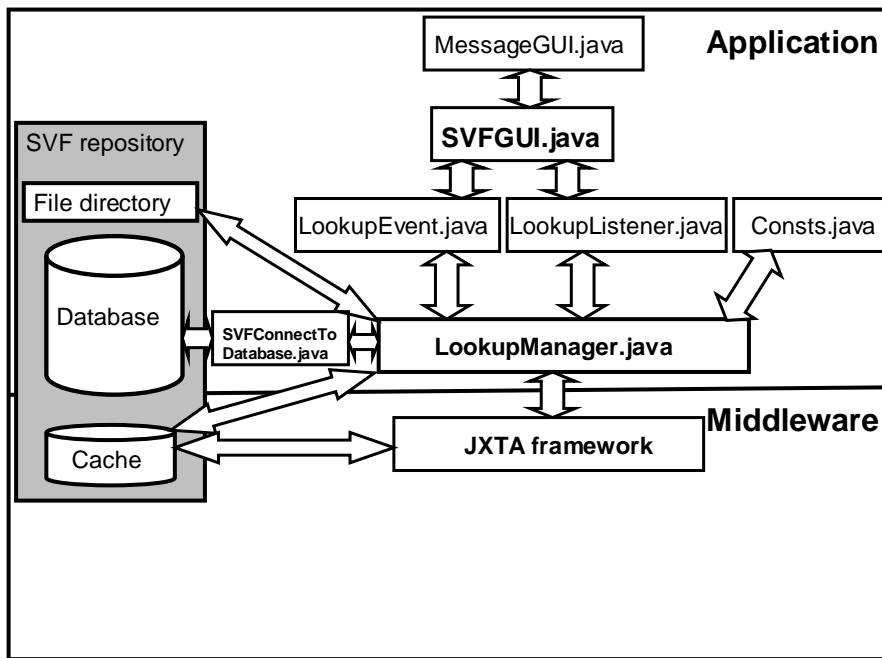 MessageGUI.java
Application
SVFGUI.java
SVF repository
File directory
LookupEvent.java
LookupListener.java
Consts.java
Database
SVFConnectTo
Database.java
LookupManager.java
Middleware
JXTA framework
Cache